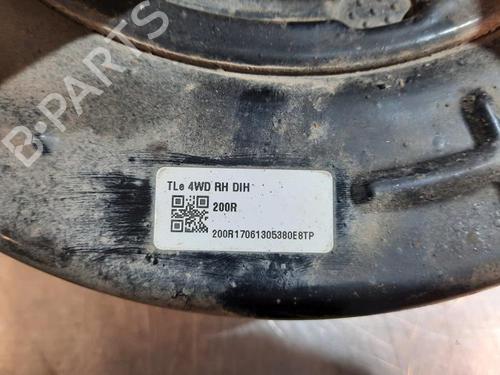 B-PARTS
TLe 4WD RH DIH
200R
200R17061305380E8TP